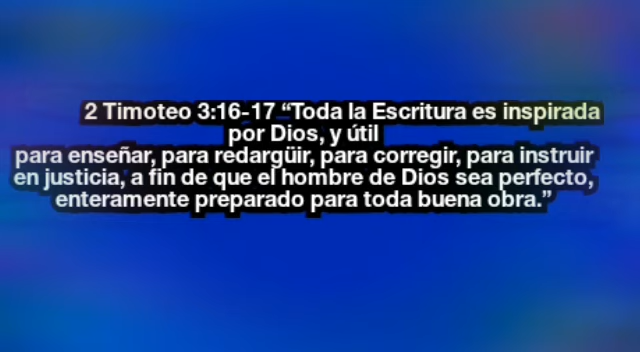 2 Timoteo 3:16-17 “Toda la Escritura es inspirada
por Dios, y útil
para enseñar, para redargüir, para corregir, para instruir
en justicia, a fin de que el hombre de Dios sea perfecto,
enteramente preparado para toda buena obra.”